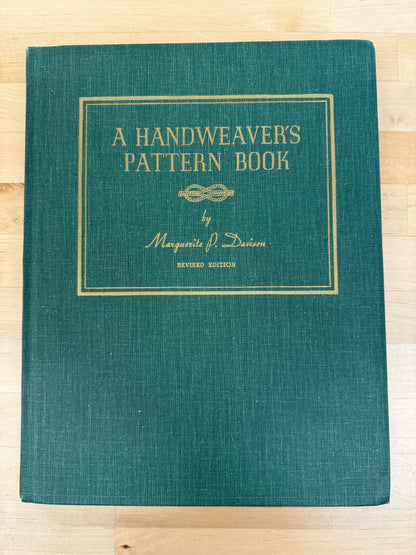 A HANDWEAVER'S
PATTERN BOOK
by
Marguerite P. Davison
REVISED EDITION